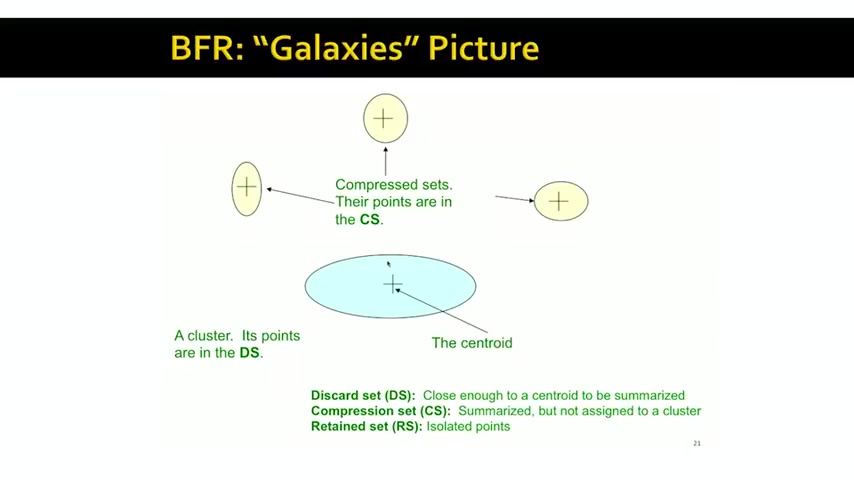 BFR: “Galaxies” Picture
Compressed sets.
Their points are in
the CS.
A cluster. Its points
are in the DS.
The centroid
Discard set (DS): Close enough to a centroid to be summarized
Compression set (CS): Summarized, but not assigned to a cluster
Retained set (RS): Isolated points
21